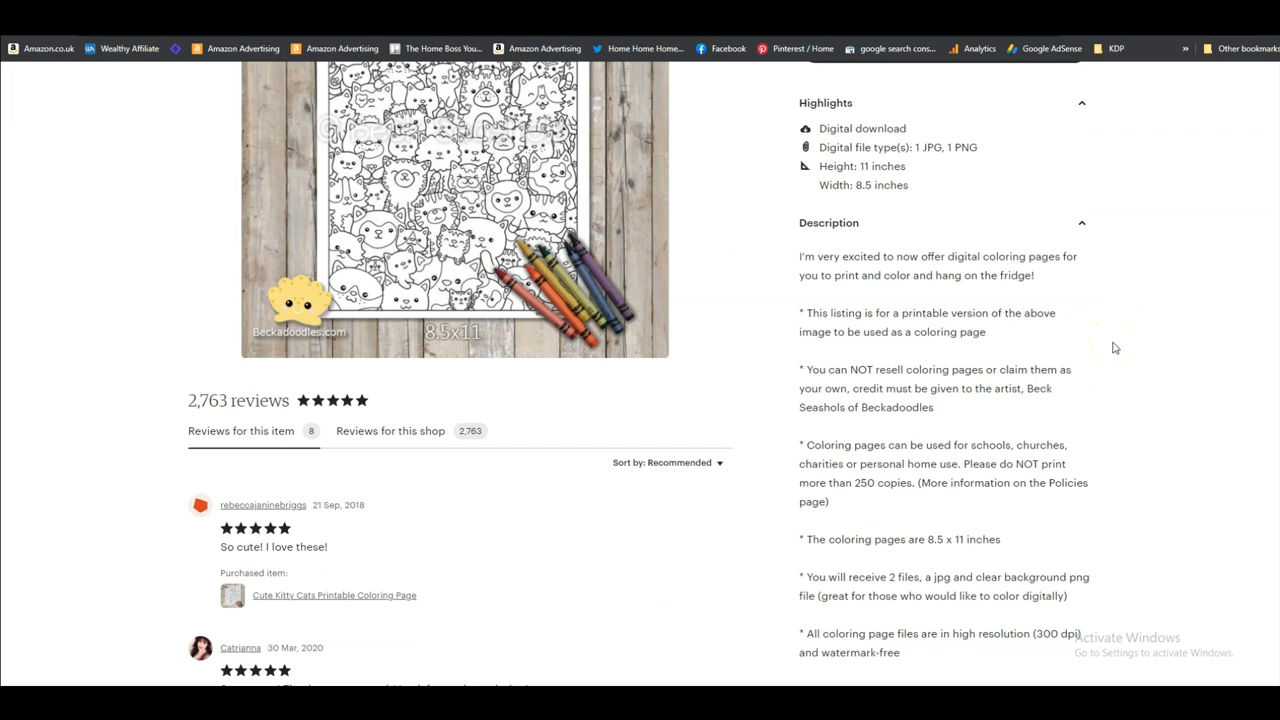 Amazon.co.uk Wealthy Affiliate Amazon Advertising Amazon Advertising The Home Boss You... Amazon Advertising Home Home Home... Facebook Pinterest / Home google search cons... Analytics Google AdSense KDP » Other bookmarks
Beckadoodles.com 8.5x11
2,763 reviews ★★★★★
Reviews for this item 8 Reviews for this shop 2,763
Sort by: Recommended
rebeccajaninebriggs 21 Sep, 2018
★★★★★
So cute! I love these!
Purchased item:
Cute Kitty Cats Printable Coloring Page
Catrianna 30 Mar, 2020
★★★★★
Highlights
Digital download
Digital file type(s): 1 JPG, 1 PNG
Height: 11 inches
Width: 8.5 inches
Description
I'm very excited to now offer digital coloring pages for
you to print and color and hang on the fridge!
* This listing is for a printable version of the above
image to be used as a coloring page
* You can NOT resell coloring pages or claim them as
your own, credit must be given to the artist, Beck
Seashols of Beckadoodles
* Coloring pages can be used for schools, churches,
charities or personal home use. Please do NOT print
more than 250 copies. (More information on the Policies
page)
* The coloring pages are 8.5 x 11 inches
* You will receive 2 files, a jpg and clear background png
file (great for those who would like to color digitally)
* All coloring page files are in high resolution (300 dpi)
and watermark-free
Activate Windows
Go to Settings to activate Windows.